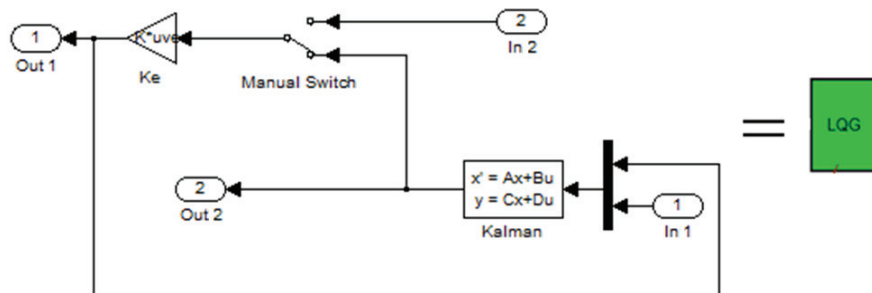 1
Out 1
K*uve
Ke
Manual Switch
2
In 2
=
LQG
2
Out 2
x' = Ax+Bu
y = Cx+Du
Kalman
1
In 1